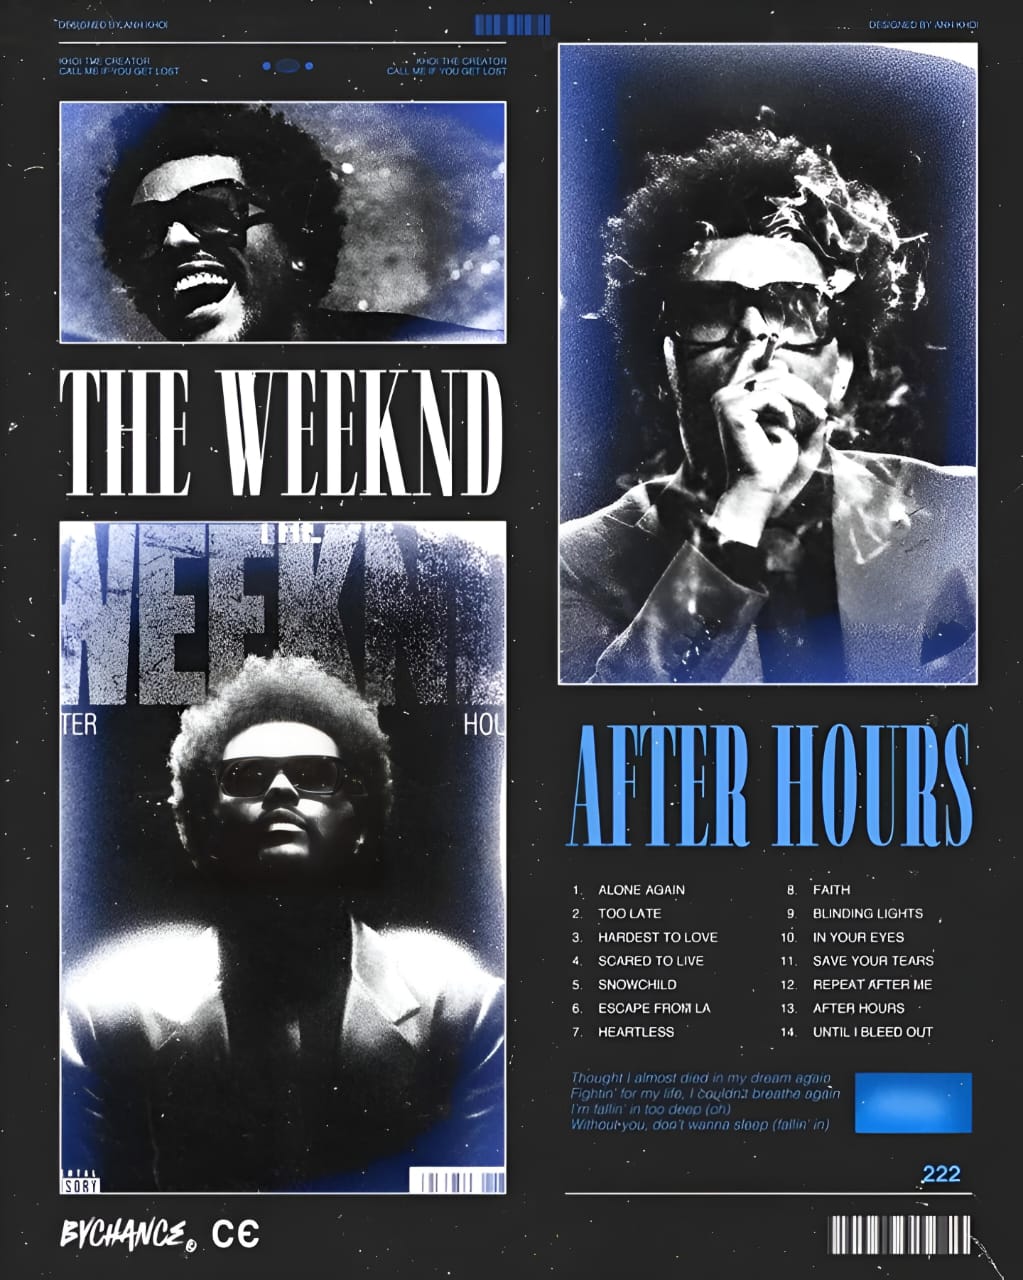 DESIGNED BY ANH KHOI
DESIGNED BY ANH KHOI
KHOI THE CREATOR
CALL ME IF YOU GET LOST
KHOI THE CREATOR
CALL ME IF YOU GET LOST
THE WEEKND
THE
WEEKN
TER
HOU
SORY
BYCHANCE
CE
AFTER HOURS
1. ALONE AGAIN
2. TOO LATE
3. HARDEST TO LOVE
4. SCARED TO LIVE
5. SNOWCHILD
6. ESCAPE FROM LA
7. HEARTLESS
8. FAITH
9. BLINDING LIGHTS
10. IN YOUR EYES
11. SAVE YOUR TEARS
12. REPEAT AFTER ME
13. AFTER HOURS
14. UNTIL I BLEED OUT
Thought I almost died in my dream again
Fightin' for my life, I couldn't breathe again
I'm fallin' in too deep (oh)
Without you, don't wanna sleep (fallin' in)
222